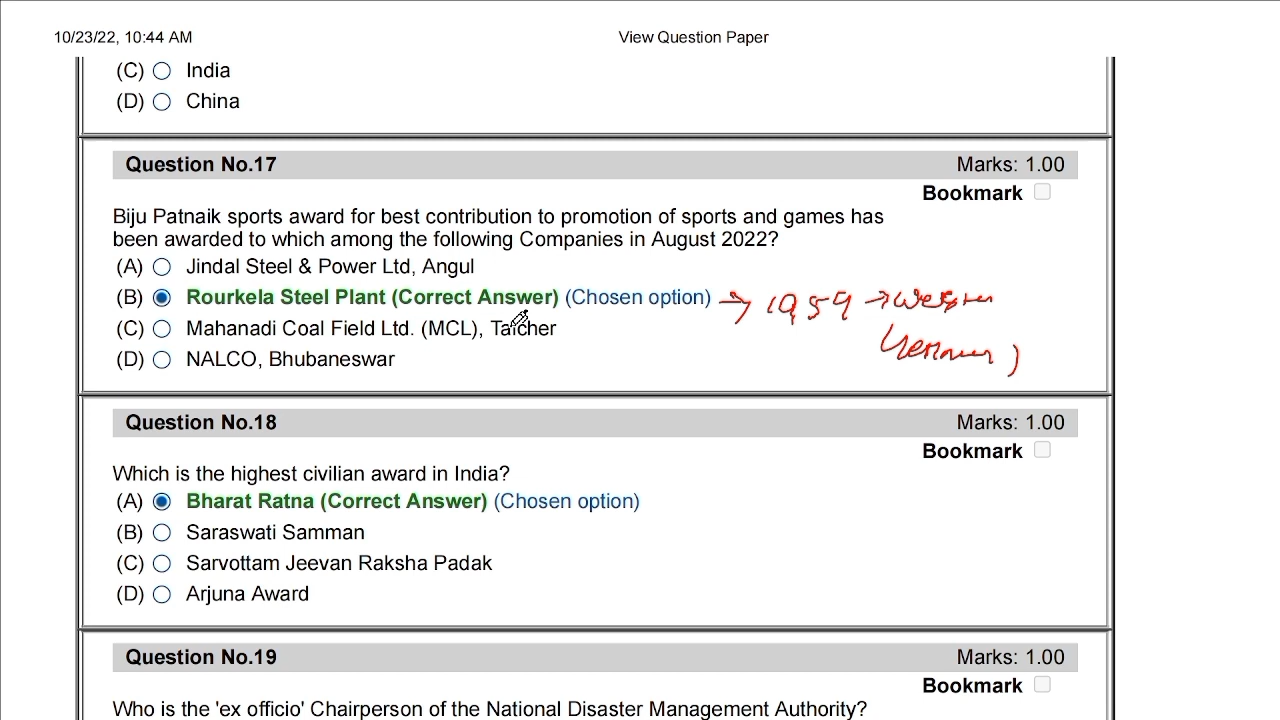 10/23/22, 10:44 AM View Question Paper
(C) India
(D) China
Question No.17 Marks: 1.00
Bookmark
Biju Patnaik sports award for best contribution to promotion of sports and games has
been awarded to which among the following Companies in August 2022?
(A) Jindal Steel & Power Ltd, Angul
(B) Rourkela Steel Plant (Correct Answer) (Chosen option) → 1959 → Western
(C) Mahanadi Coal Field Ltd. (MCL), Talcher
(D) NALCO, Bhubaneswar
Question No.18 Marks: 1.00
Bookmark
Which is the highest civilian award in India?
(A) Bharat Ratna (Correct Answer) (Chosen option)
(B) Saraswati Samman
(C) Sarvottam Jeevan Raksha Padak
(D) Arjuna Award
Question No.19 Marks: 1.00
Bookmark
Who is the 'ex officio' Chairperson of the National Disaster Management Authority?